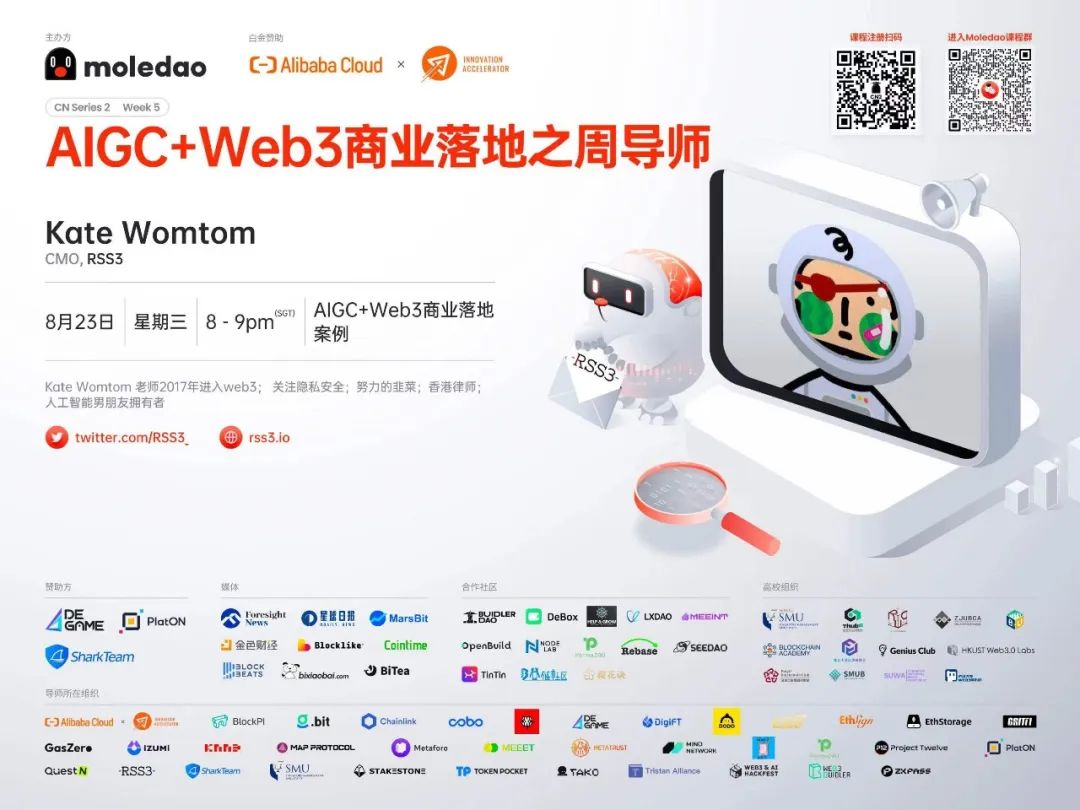 主办方
moledao
白金赞助
Alibaba Cloud × INNOVATION ACCELERATOR
课程注册扫码
进入Moledao课程群
CN Series 2 Week 5
AIGC+Web3商业落地之周导师
Kate Womtom
CMO, RSS3
8月23日 星期三 8 - 9pm (SGT) AIGC+Web3商业落地
案例
Kate Womtom 老师2017年进入web3； 关注隐私安全；努力的韭菜；香港律师；
人工智能男朋友拥有者
twitter.com/RSS3_ rss3.io
-RSS3-
赞助方
DE GAME PlatON
SharkTeam
媒体
Foresight News 星球日报 MarsBit
金色财经 Blocklike Cointime
BLOCK BEATS bixiaobai.com BiTea
合作社区
BUIDLER DAO DeBox HELP & GROW LXDAO MEEINT
OpenBuild NODE LAB Rebase SEEDAO
TinTin
高校组织
SMU THUBA ZJUBCA
BLOCKCHAIN ACADEMY Genius Club HKUST Web3.0 Labs
SMUB
导师所在组织
Alibaba Cloud × BlockPI .bit Chainlink cobo DE GAME DigiFT DODO EthSign EthStorage
GasZero IZUMI MAP PROTOCOL Metaforo MEEET METATRUST MIND NETWORK Project Twelve PlatON
QuestN -RSS3- SharkTeam SMU STAKESTONE TOKEN POCKET TAKO Tristan Alliance WEB3 & AI HACKFEST WEB3 BUIDLER ZXPASS